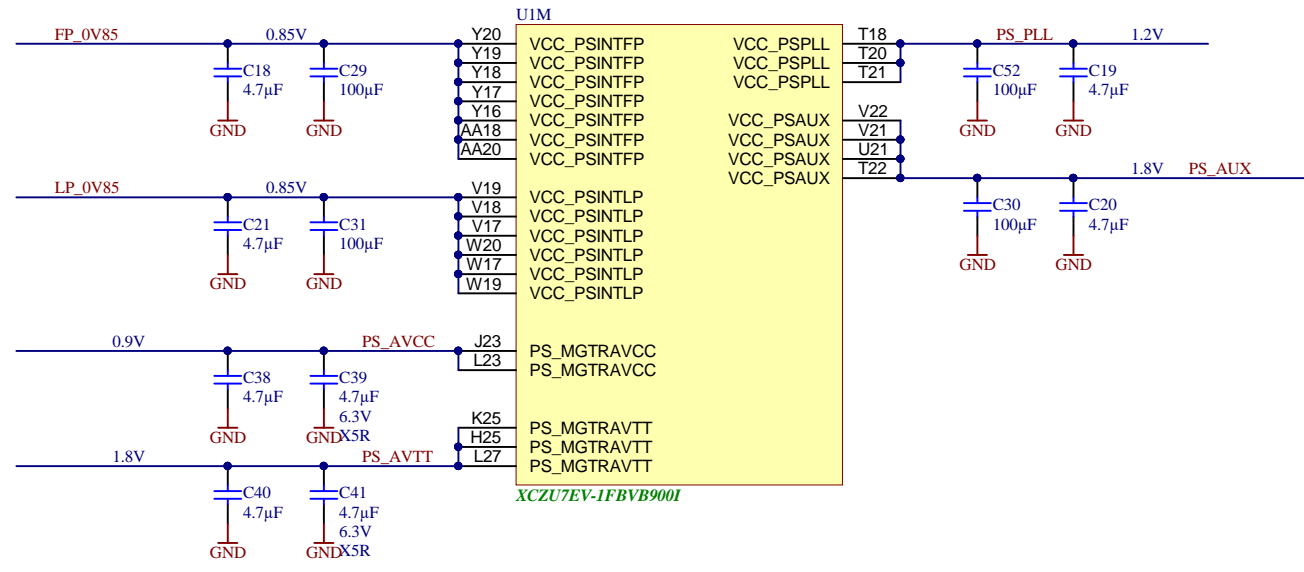 U1M
FP_0V85
0.85V
C18
4.7µF
GND
C29
100µF
GND
Y20
VCC_PSINTFP
Y19
VCC_PSINTFP
Y18
VCC_PSINTFP
Y17
VCC_PSINTFP
Y16
VCC_PSINTFP
AA18
VCC_PSINTFP
AA20
VCC_PSINTFP
LP_0V85
0.85V
C21
4.7µF
GND
C31
100µF
GND
V19
VCC_PSINTLP
V18
VCC_PSINTLP
V17
VCC_PSINTLP
W20
VCC_PSINTLP
W17
VCC_PSINTLP
W19
VCC_PSINTLP
0.9V
PS_AVCC
C38
4.7µF
GND
C39
4.7µF
6.3V
X5R
GND
J23
PS_MGTRAVCC
L23
PS_MGTRAVCC
1.8V
PS_AVTT
C40
4.7µF
GND
C41
4.7µF
6.3V
X5R
GND
K25
PS_MGTRAVTT
H25
PS_MGTRAVTT
L27
PS_MGTRAVTT
VCC_PSPLL
T18
VCC_PSPLL
T20
VCC_PSPLL
T21
PS_PLL
1.2V
C52
100µF
GND
C19
4.7µF
GND
VCC_PSAUX
V22
VCC_PSAUX
V21
VCC_PSAUX
U21
VCC_PSAUX
T22
1.8V
PS_AUX
C30
100µF
GND
C20
4.7µF
GND
XCZU7EV-1FBVB900I